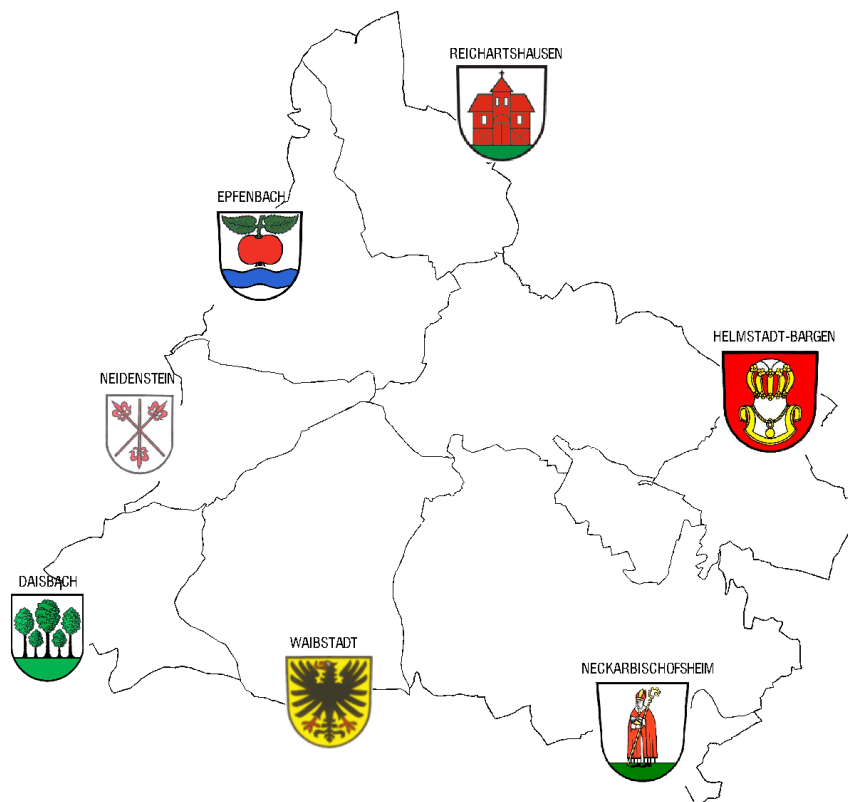 REICHARTSHAUSEN
EPFENBACH
HELMSTADT-BARGEN
NEIDENSTEIN
DAISBACH
WAIBSTADT
NECKARBISCHOFSHEIM